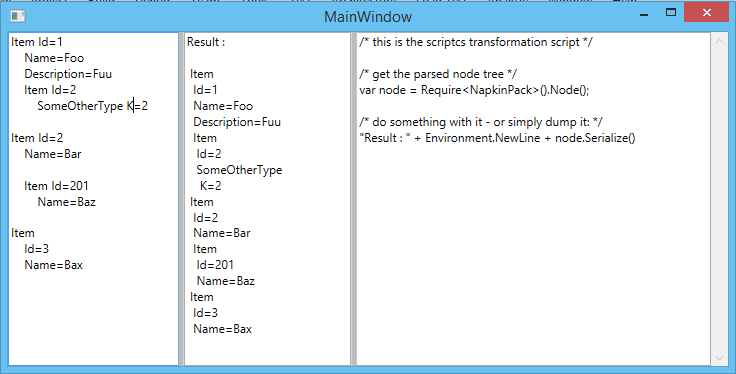 MainWindow
Item Id=1
Name=Foo
Description=Fuu
Item Id=2
SomeOtherType K=2
Item Id=2
Name=Bar
Item Id=201
Name=Baz
Item
Id=3
Name=Bax
Result :
Item
Id=1
Name=Foo
Description=Fuu
Item
Id=2
SomeOtherType
K=2
Item
Id=2
Name=Bar
Item
Id=201
Name=Baz
Item
Id=3
Name=Bax
/* this is the scriptcs transformation script */
/* get the parsed node tree */
var node = Require<NapkinPack>().Node();
/* do something with it - or simply dump it: */
"Result : " + Environment.NewLine + node.Serialize()